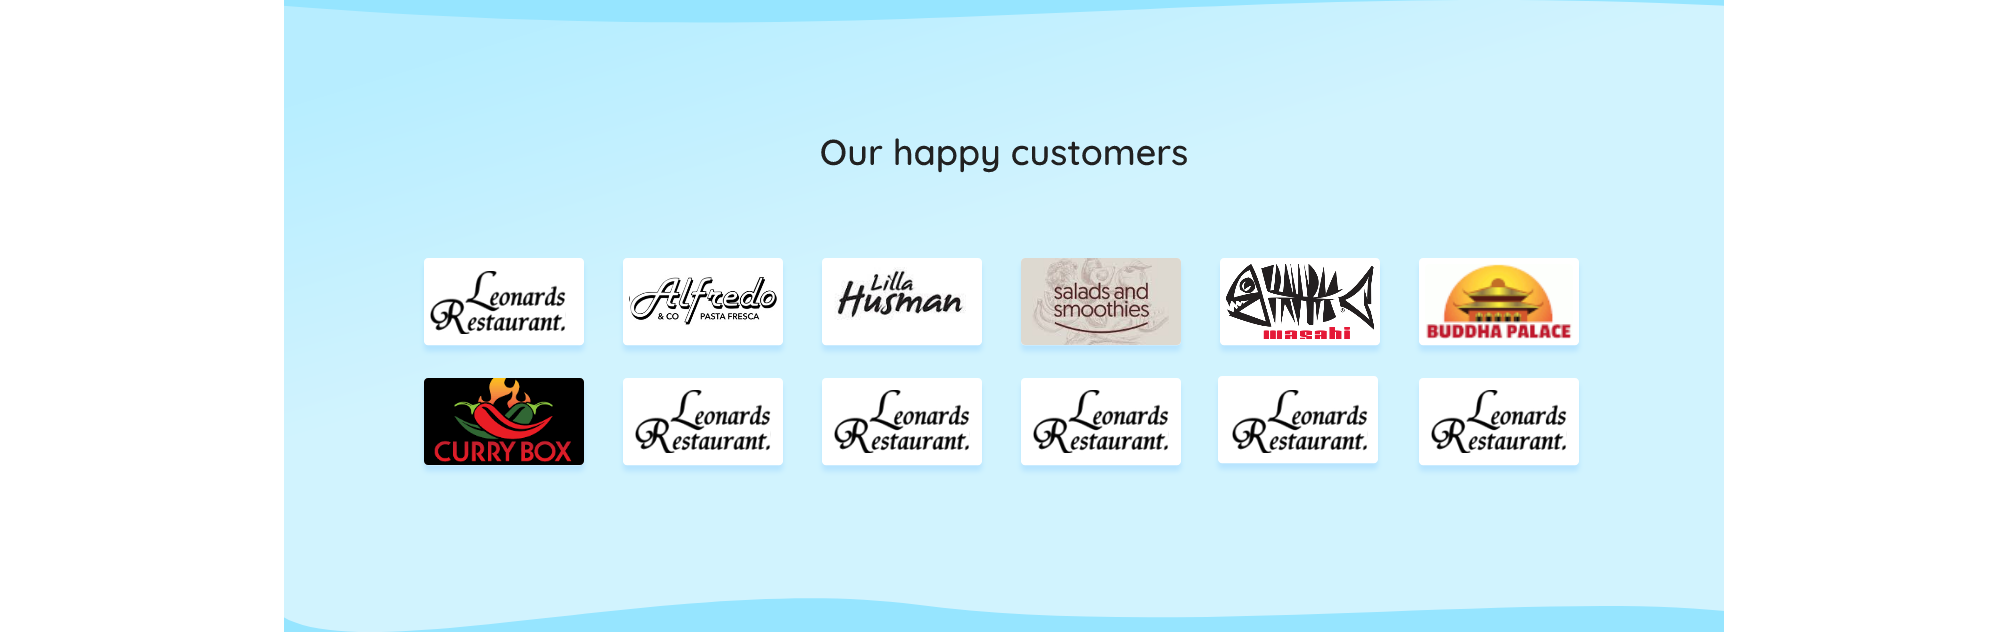 Our happy customers
Leonards
Restaurant.
Alfredo
& CO PASTA FRESCA
Lilla
Husman
salads and
smoothies
wasabi
BUDDHA PALACE
CURRY BOX
Leonards
Restaurant.
Leonards
Restaurant.
Leonards
Restaurant.
Leonards
Restaurant.
Leonards
Restaurant.